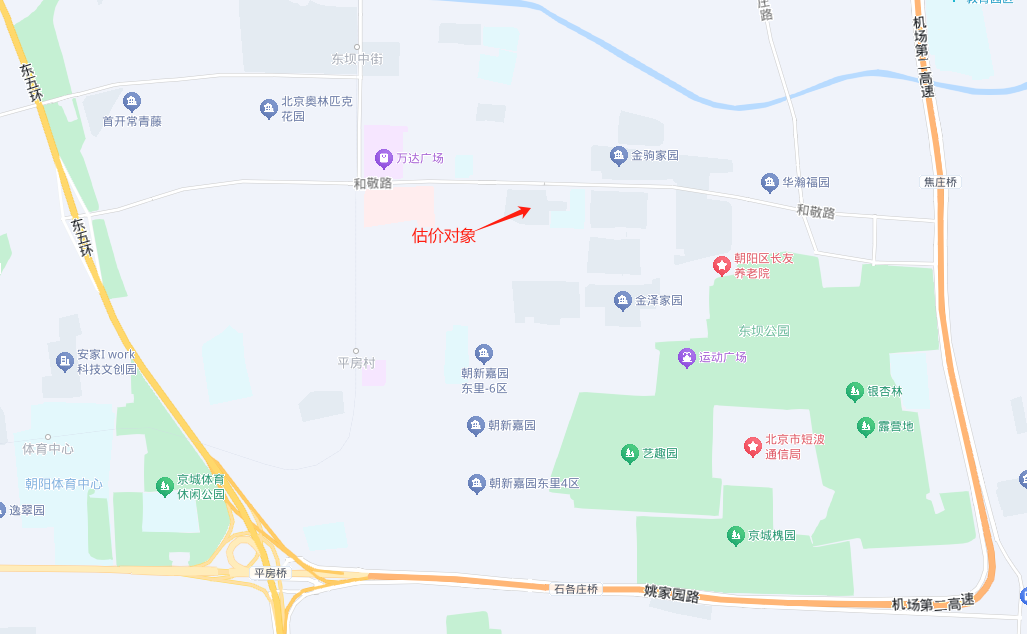 庄
路
教育园区
机场第二高速
东五环
东坝中街
首开常青藤
北京奥林匹克
花园
万达广场
金驹家园
和敬路
华瀚福园
焦庄桥
和敬路
估价对象
东五环
朝阳区长友
养老院
金泽家园
东坝公园
安家I work
科技文创园
平房村
朝新嘉园
东里-6区
运动广场
银杏林
朝新嘉园
露营地
体育中心
北京市短波
通信局
艺趣园
朝阳体育中心
京城体育
休闲公园
朝新嘉园东里4区
逸翠园
京城槐园
平房桥
石各庄桥
姚家园路
机场第二高速